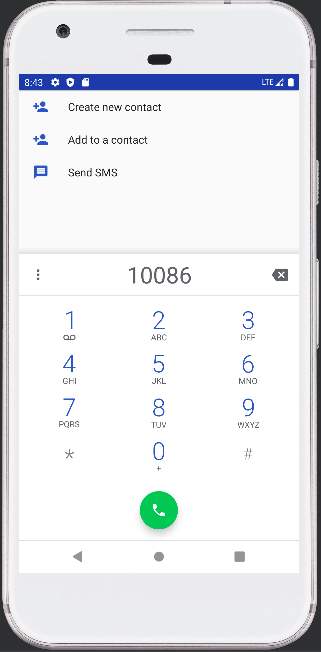 8:43 LTE
Create new contact
Add to a contact
Send SMS
10086
1 2 3
ABC DEF
4 5 6
GHI JKL MNO
7 8 9
PQRS TUV WXYZ
* 0 #
+